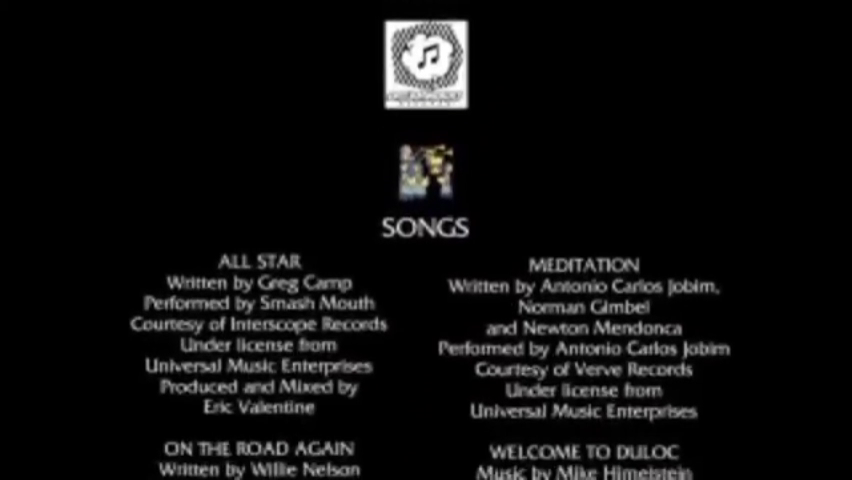 SONGS
ALL STAR
Written by Greg Camp
Performed by Smash Mouth
Courtesy of Interscope Records
Under license from
Universal Music Enterprises
Produced and Mixed by
Eric Valentine
ON THE ROAD AGAIN
Written by Willie Nelson
MEDITATION
Written by Antonio Carlos Jobim,
Norman Gimbel
and Newton Mendonca
Performed by Antonio Carlos Jobim
Courtesy of Verve Records
Under license from
Universal Music Enterprises
WELCOME TO DULOC
Music by Mike Himelstein